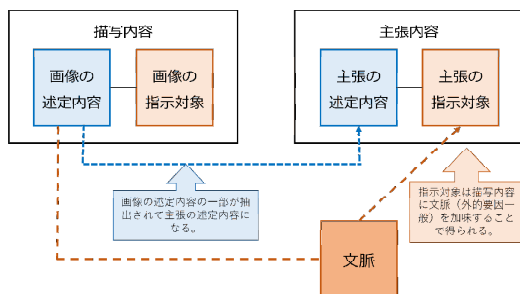 描写内容
画像の
述定内容
画像の
指示対象
主張内容
主張の
述定内容
主張の
指示対象
画像の述定内容の一部が抽
出されて主張の述定内容に
なる。
指示対象は描写内容
に文脈（外的要因一
般）を加味すること
で得られる。
文脈